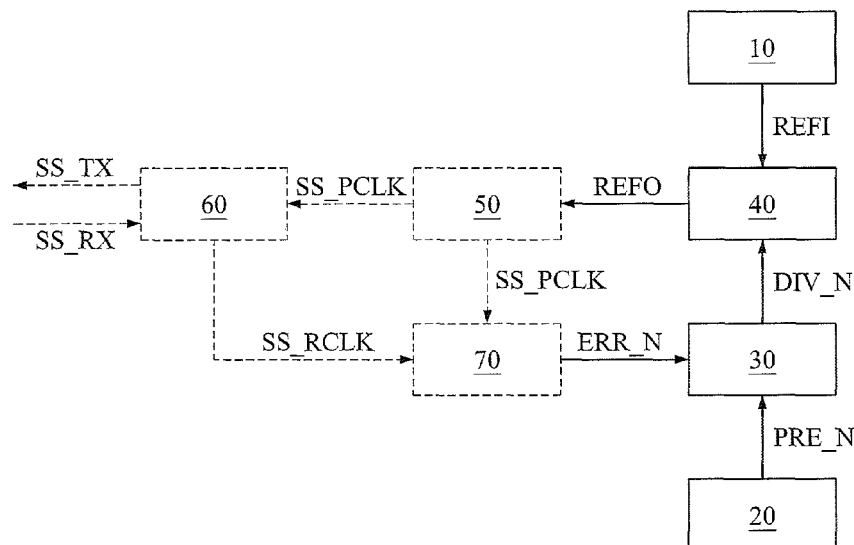 10
REFI
SS_TX
SS_RX
60
SS_PCLK
50
REFO
40
SS_PCLK
DIV_N
SS_RCLK
70
ERR_N
30
PRE_N
20